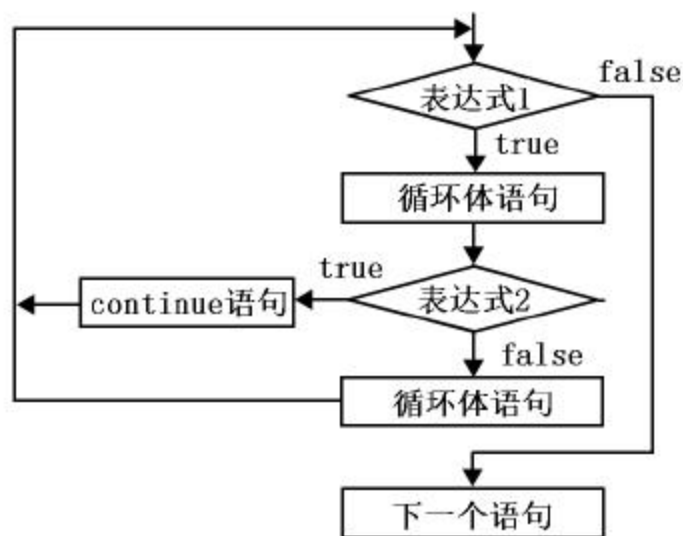 false
表达式1
true
循环体语句
true
continue语句
表达式2
false
循环体语句
下一个语句